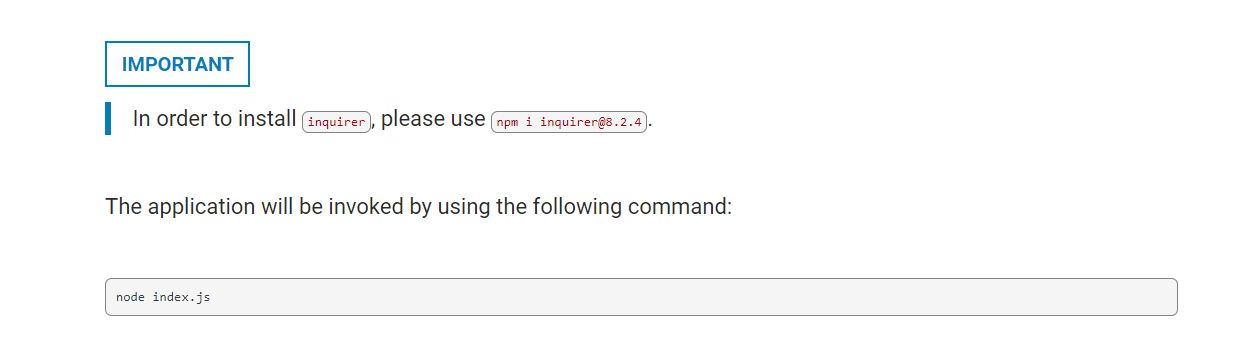 IMPORTANT
In order to install inquirer, please use npm i inquirer@8.2.4.
The application will be invoked by using the following command:
node index.js